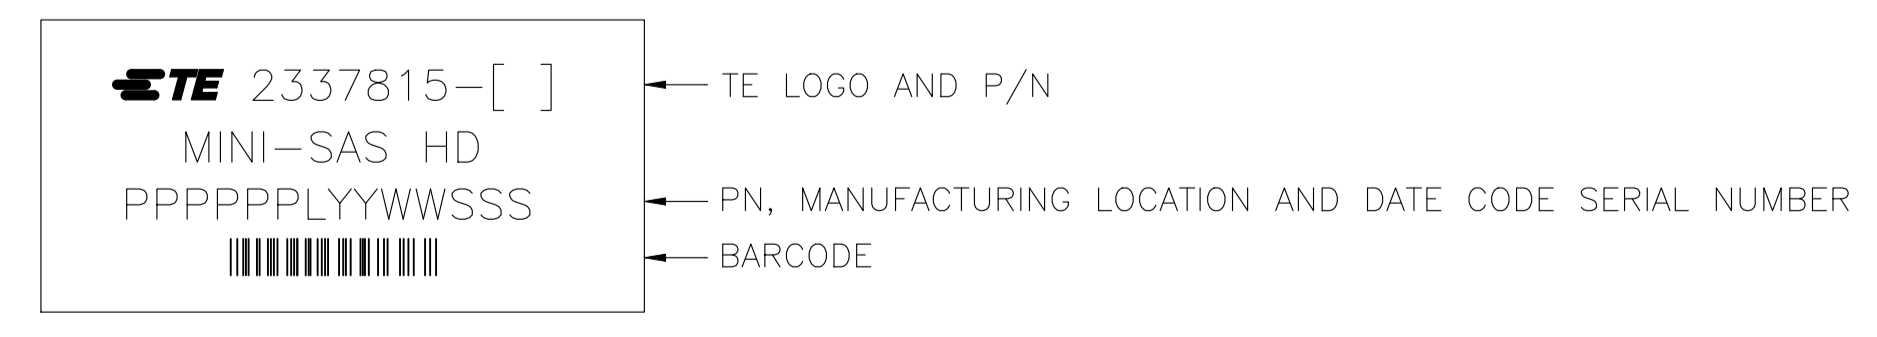 TE 2337815-[ ] TE LOGO AND P/N
MINI-SAS HD
PPPPPPLYYWWSSS PN, MANUFACTURING LOCATION AND DATE CODE SERIAL NUMBER
BARCODE